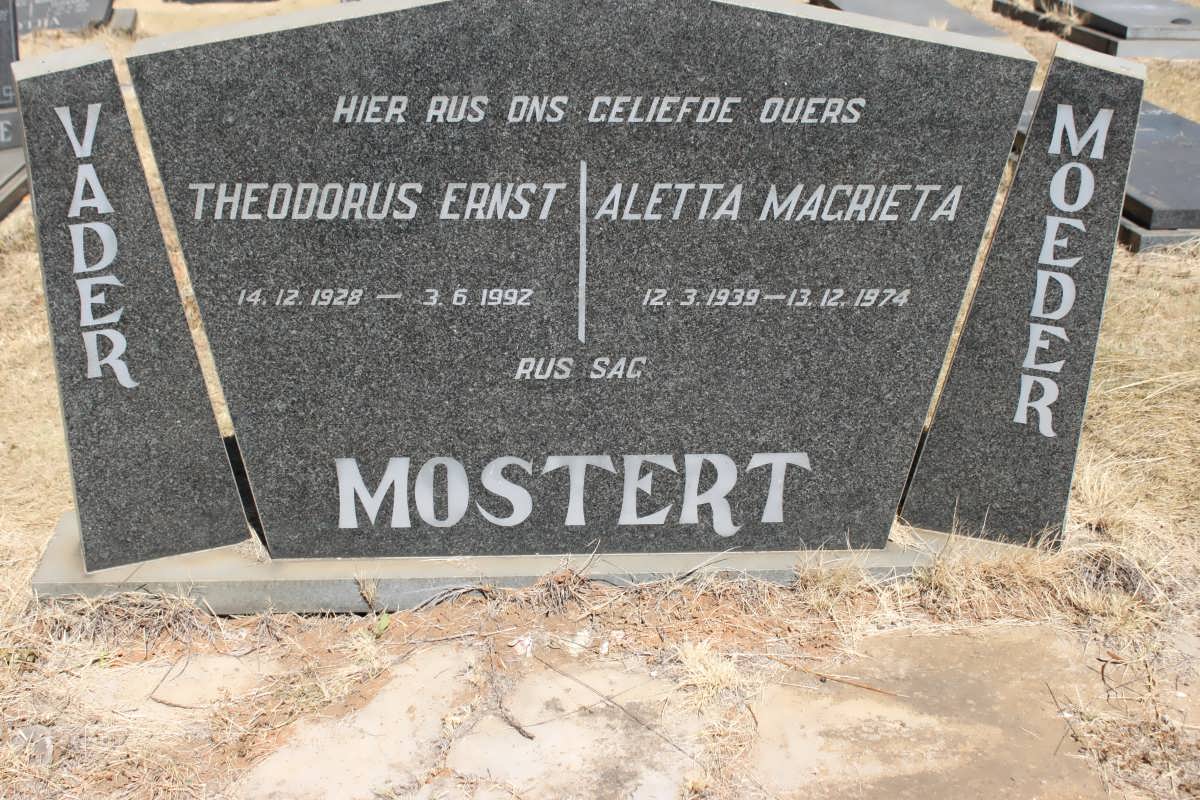 VADER
HIER RUS ONS GELIEFDE OUERS
THEODORUS ERNST
14.12.1928 — 3.6.1992
ALETTA MAGRIETA
12.3.1939 — 13.12.1974
RUS SAG
MOSTERT
MOEDER